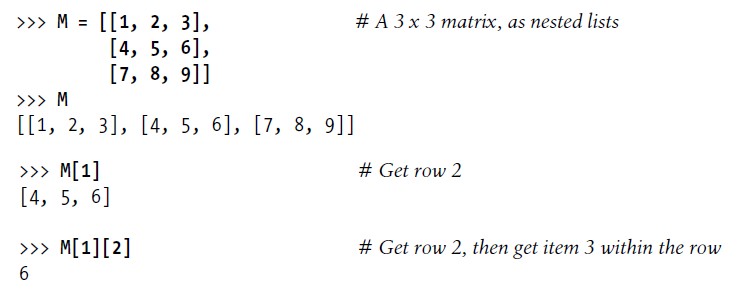 >>> M = [[1, 2, 3], # A 3 x 3 matrix, as nested lists
[4, 5, 6],
[7, 8, 9]]
>>> M
[[1, 2, 3], [4, 5, 6], [7, 8, 9]]
>>> M[1] # Get row 2
[4, 5, 6]
>>> M[1][2] # Get row 2, then get item 3 within the row
6